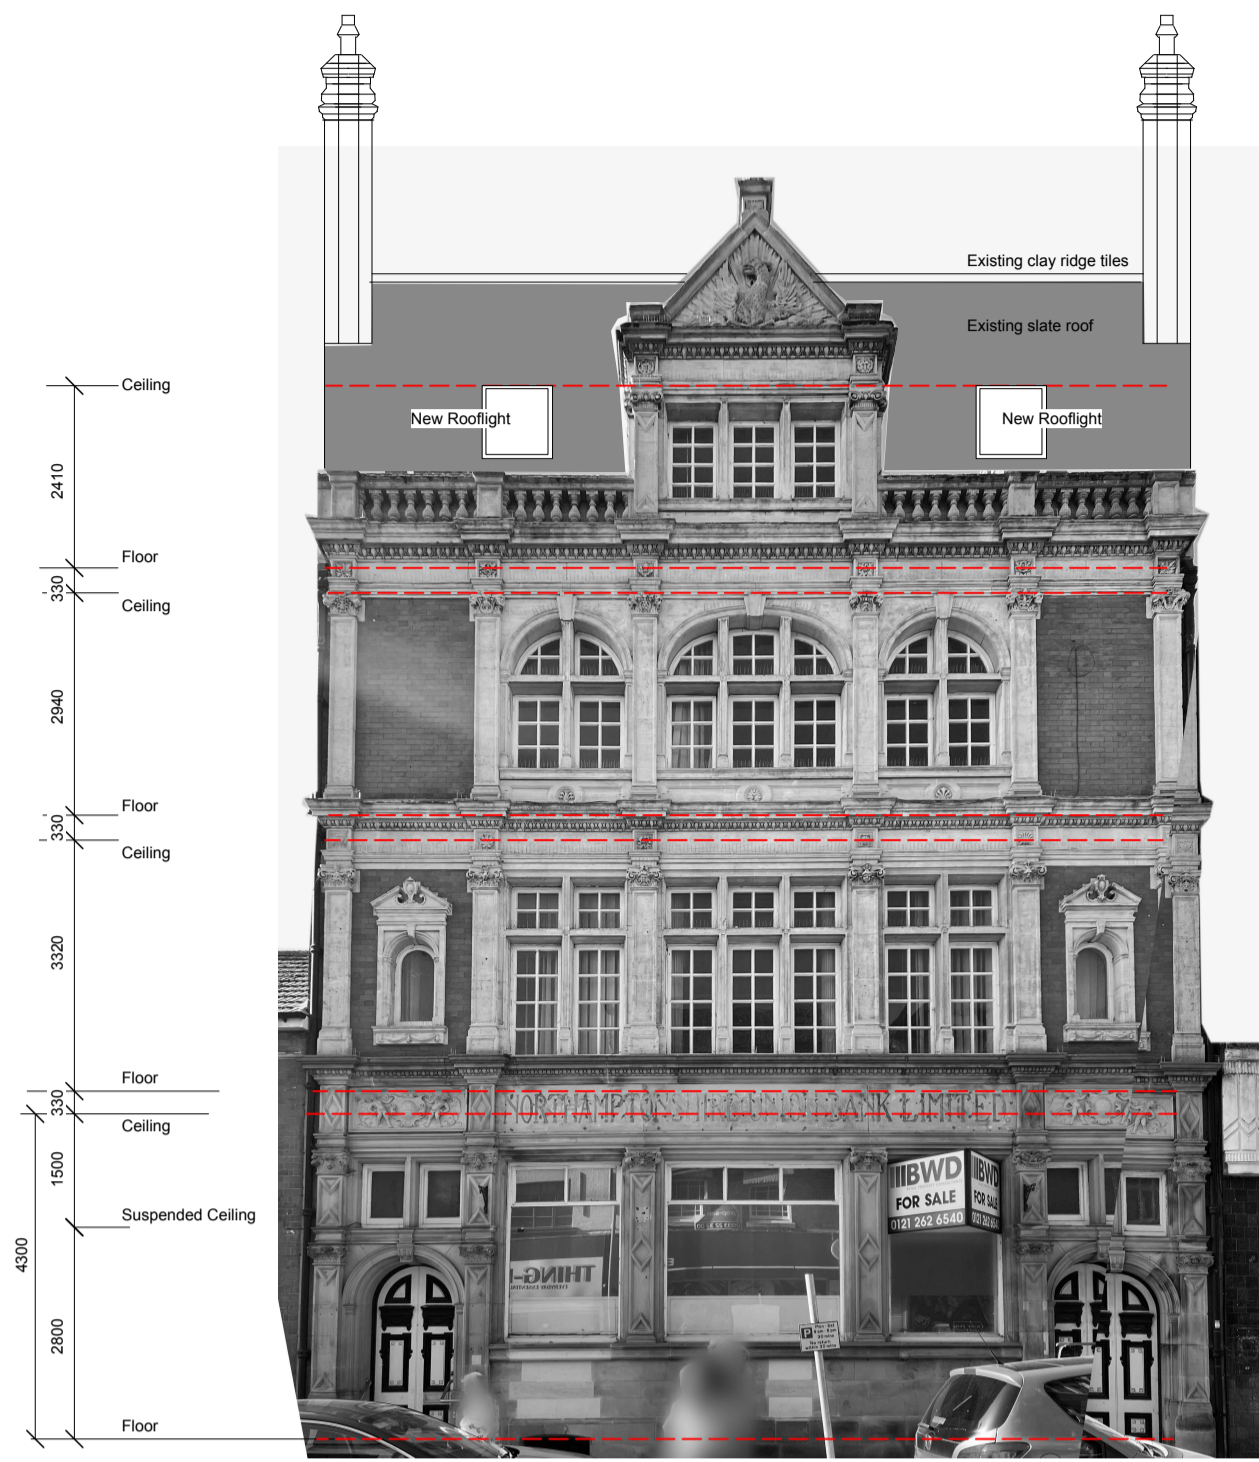 Existing clay ridge tiles
Existing slate roof
Ceiling
New Rooflight
New Rooflight
2410
Floor
330
Ceiling
2940
Floor
330
Ceiling
3320
Floor
330
NORTHAMPTON
BANK LIMITED
Ceiling
1500
BWD
FOR SALE
0121 262 6540
BWD
FOR SALE
Suspended Ceiling
4300
THING-
2800
P
Floor